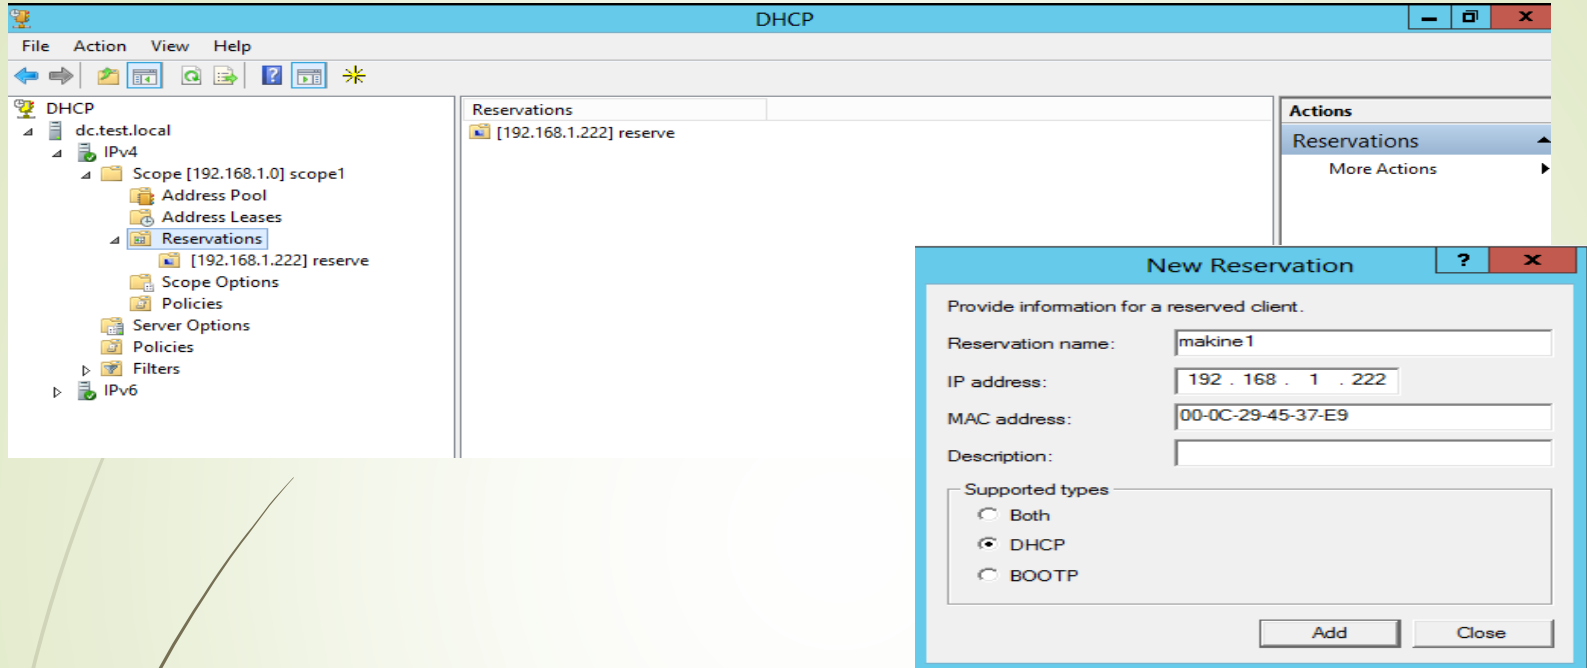 DHCP
File Action View Help
DHCP
dc.test.local
IPv4
Scope [192.168.1.0] scope1
Address Pool
Address Leases
Reservations
[192.168.1.222] reserve
Scope Options
Policies
Server Options
Policies
Filters
IPv6
Reservations
[192.168.1.222] reserve
Actions
Reservations
More Actions
New Reservation
Provide information for a reserved client.
Reservation name: makine1
IP address: 192 . 168 . 1 . 222
MAC address: 00-0C-29-45-37-E9
Description:
Supported types
Both
DHCP
BOOTP
Add Close